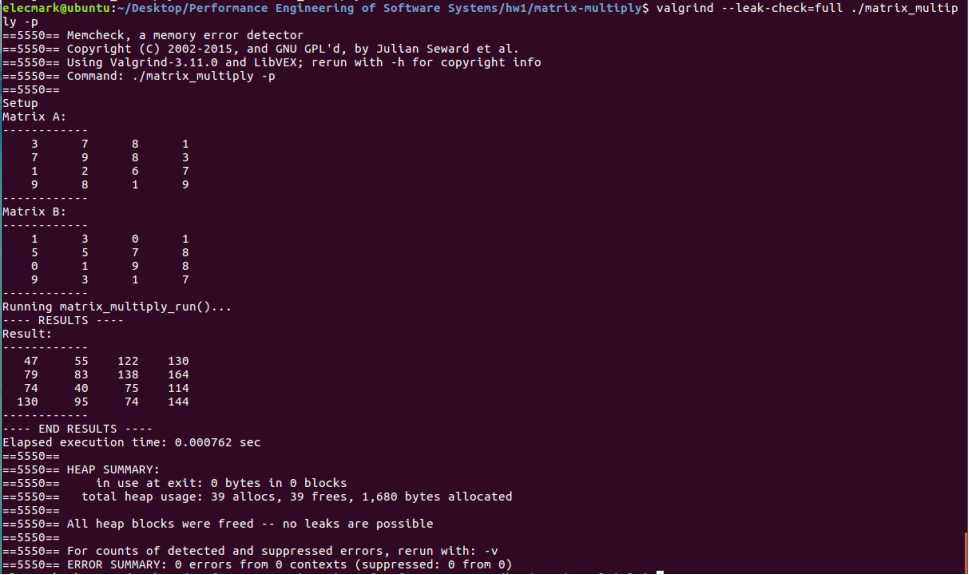 elecmark@ubuntu:~/Desktop/Performance Engineering of Software Systems/hw1/matrix-multiply$ valgrind --leak-check=full ./matrix_multip
ly -p
==5550== Memcheck, a memory error detector
==5550== Copyright (C) 2002-2015, and GNU GPL'd, by Julian Seward et al.
==5550== Using Valgrind-3.11.0 and LibVEX; rerun with -h for copyright info
==5550== Command: ./matrix_multiply -p
==5550==
Setup
Matrix A:
------------
    3      7      8      1
    7      9      8      3
    1      2      6      7
    9      8      1      9
------------
Matrix B:
------------
    1      3      0      1
    5      5      7      8
    0      1      9      8
    9      3      1      7
------------
Running matrix_multiply_run()...
---- RESULTS ----
Result:
------------
   47     55    122    130
   79     83    138    164
   74     40     75    114
  130     95     74    144
------------
---- END RESULTS ----
Elapsed execution time: 0.000762 sec
==5550==
==5550== HEAP SUMMARY:
==5550==     in use at exit: 0 bytes in 0 blocks
==5550==   total heap usage: 39 allocs, 39 frees, 1,680 bytes allocated
==5550==
==5550== All heap blocks were freed -- no leaks are possible
==5550==
==5550== For counts of detected and suppressed errors, rerun with: -v
==5550== ERROR SUMMARY: 0 errors from 0 contexts (suppressed: 0 from 0)